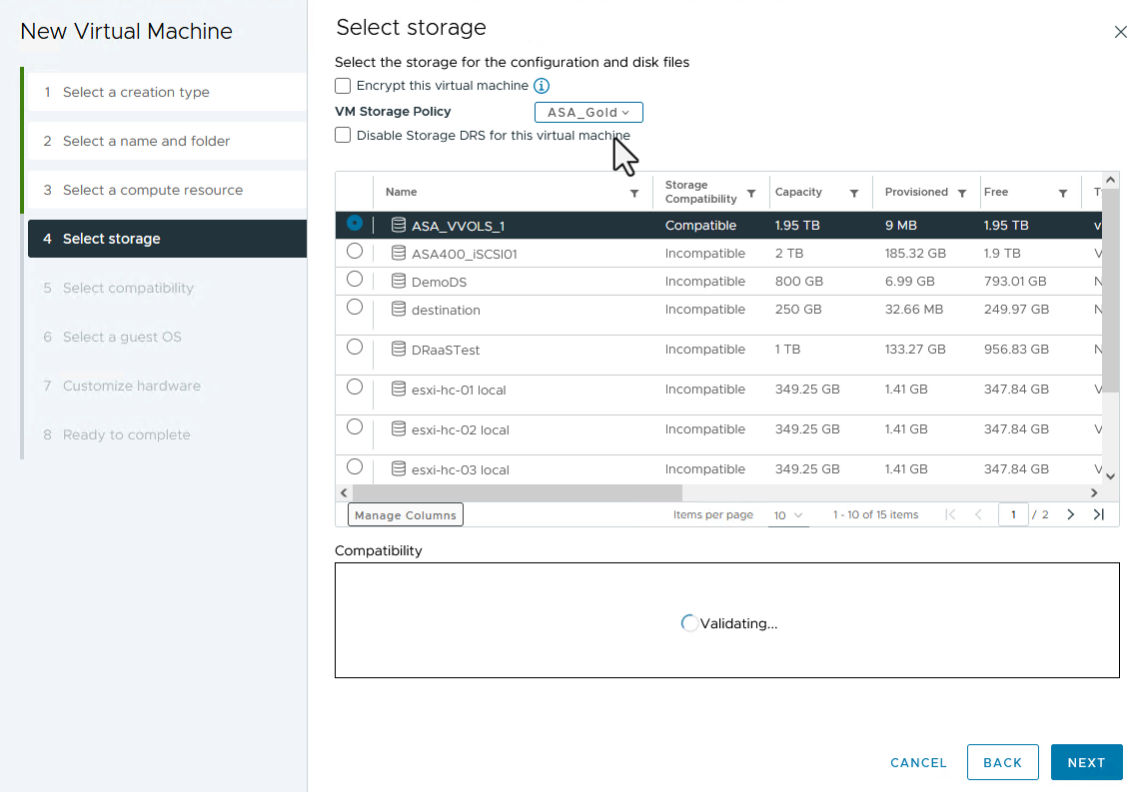 New Virtual Machine
1 Select a creation type
2 Select a name and folder
3 Select a compute resource
4 Select storage
5 Select compatibility
6 Select a guest OS
7 Customize hardware
8 Ready to complete
Select storage
Select the storage for the configuration and disk files
Encrypt this virtual machine
VM Storage Policy ASA_Gold
Disable Storage DRS for this virtual machine
Name Storage Compatibility Capacity Provisioned Free
ASA_VVOLS_1 Compatible 1.95 TB 9 MB 1.95 TB
ASA400_iSCSI01 Incompatible 2 TB 185.32 GB 1.9 TB
DemoDS Incompatible 800 GB 6.99 GB 793.01 GB
destination Incompatible 250 GB 32.66 MB 249.97 GB
DRaaSTest Incompatible 1 TB 133.27 GB 956.83 GB
esxi-hc-01 local Incompatible 349.25 GB 1.41 GB 347.84 GB
esxi-hc-02 local Incompatible 349.25 GB 1.41 GB 347.84 GB
esxi-hc-03 local Incompatible 349.25 GB 1.41 GB 347.84 GB
Manage Columns Items per page 10 1 - 10 of 15 items 1 / 2
Compatibility
Validating...
CANCEL BACK NEXT